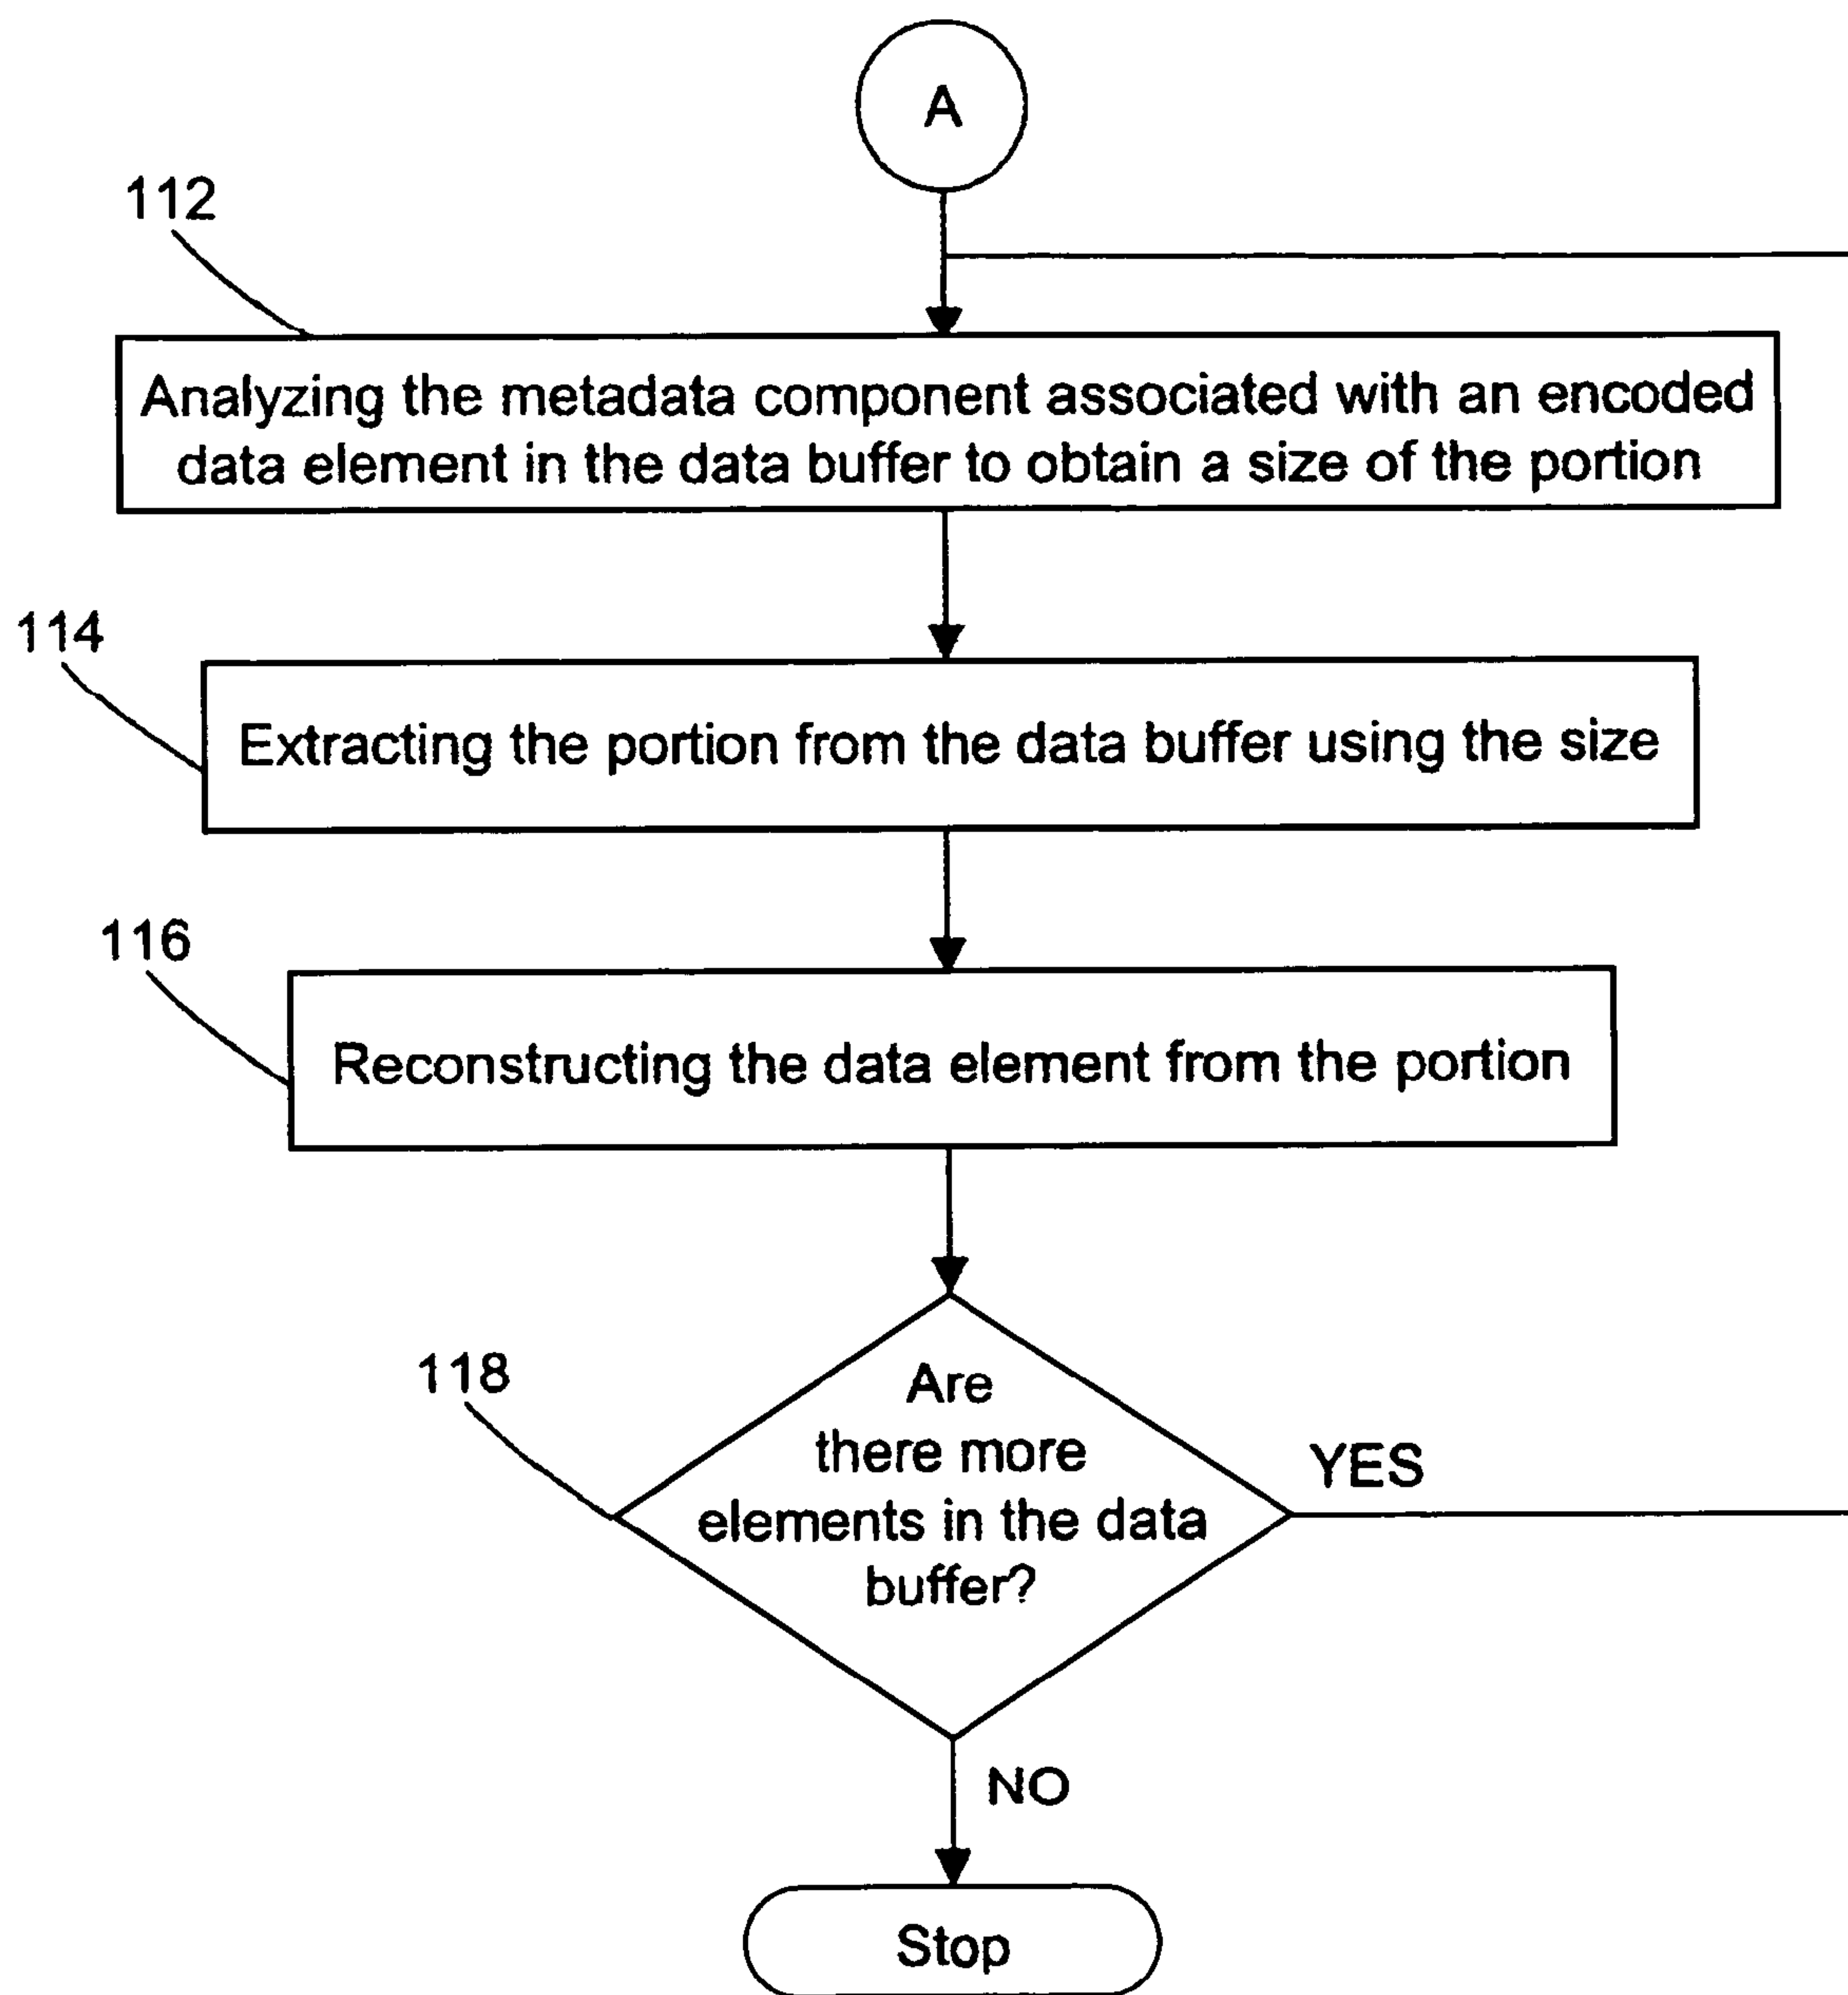 A
112
Analyzing the metadata component associated with an encoded
data element in the data buffer to obtain a size of the portion
114
Extracting the portion from the data buffer using the size
116
Reconstructing the data element from the portion
118
Are
there more
elements in the data
buffer?
YES
NO
Stop